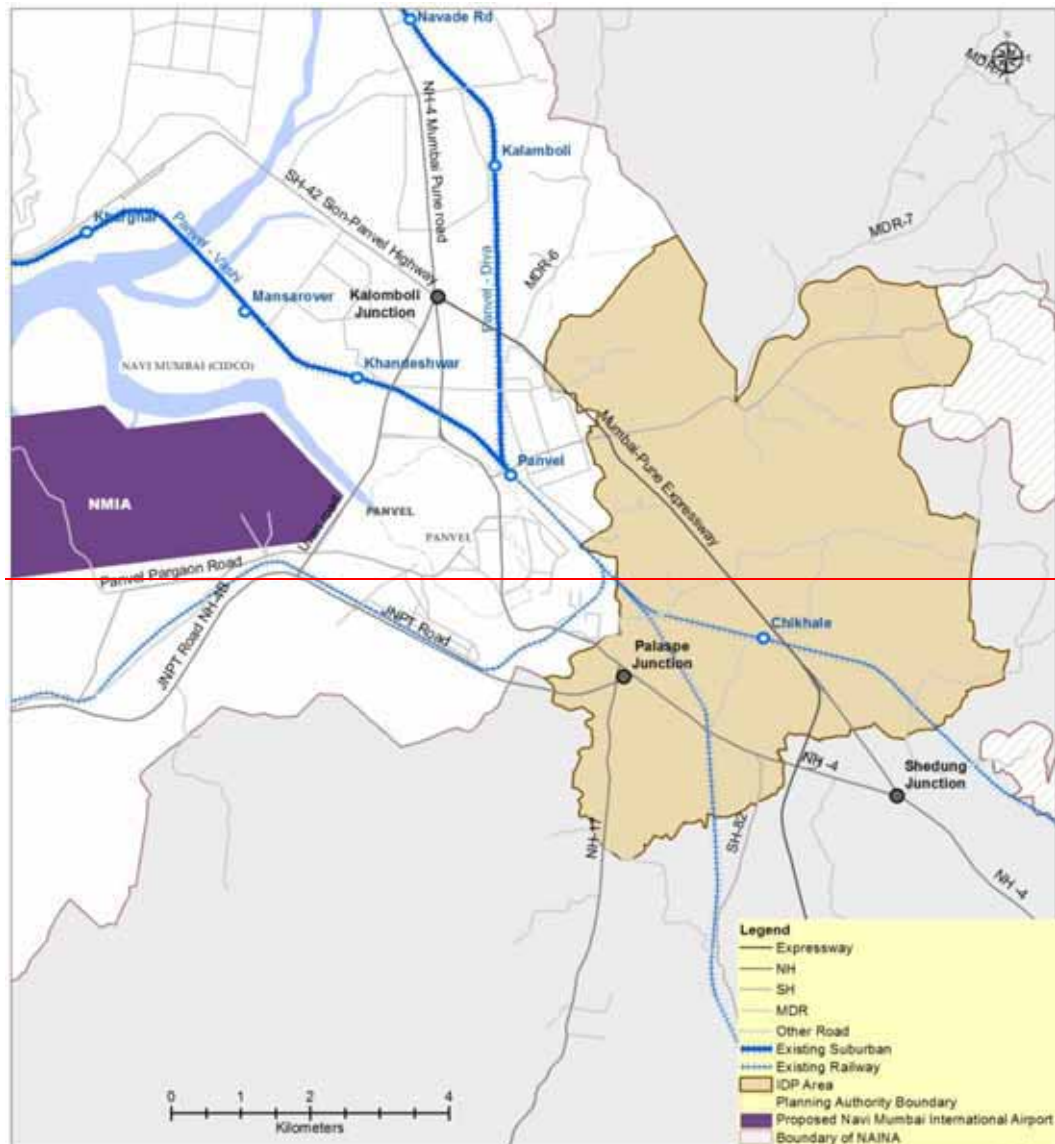 Navade Rd
N
E
S
MDR-7
NH-4 Mumbai Pune road
Kalamboli
SH-42 Sion-Panvel Highway
Kharghar
Panvel - Vashi
MDR-7
MDR-6
Panvel - Diva
Mansarover
Kalomboli
Junction
Khandeshwar
NAVI MUMBAI (CIDCO)
Mumbai-Pune Expressway
Panvel
NMIA
PANVEL
Uran road
PANVEL
Panvel Pargaon Road
JNPT Road NH-4B
JNPT Road
Chikhale
Palaspe
Junction
NH -4
Shedung
Junction
NH-17
SH-82
NH -4
Legend
Expressway
NH
SH
MDR
Other Road
Existing Suburban
Existing Railway
IDP Area
Planning Authority Boundary
Proposed Navi Mumbai International Airport
Boundary of NAINA
0 1 2 4
Kilometers